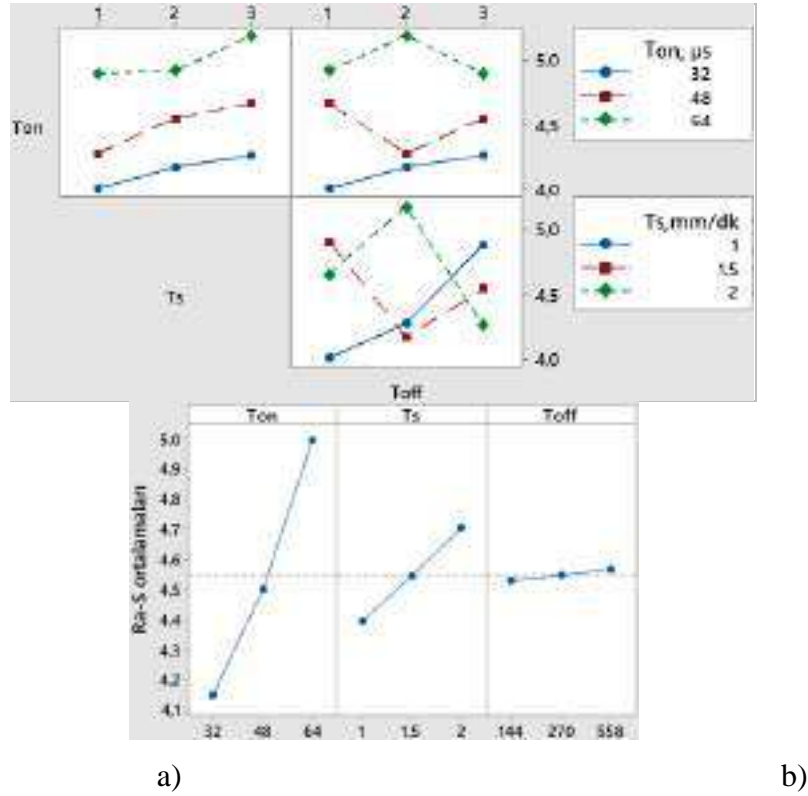 1 2 3
Ton
5.0
4.5
4.0
Ton, µs
32
48
64
Ts
5.0
4.5
4.0
Ts,mm/dk
1
1.5
2
Toff
Ton Ts Toff
Ra-S ortalamaları
5.0
4.9
4.8
4.7
4.6
4.5
4.4
4.3
4.2
4.1
32 48 64 1 1.5 2 144 270 558
a) b)